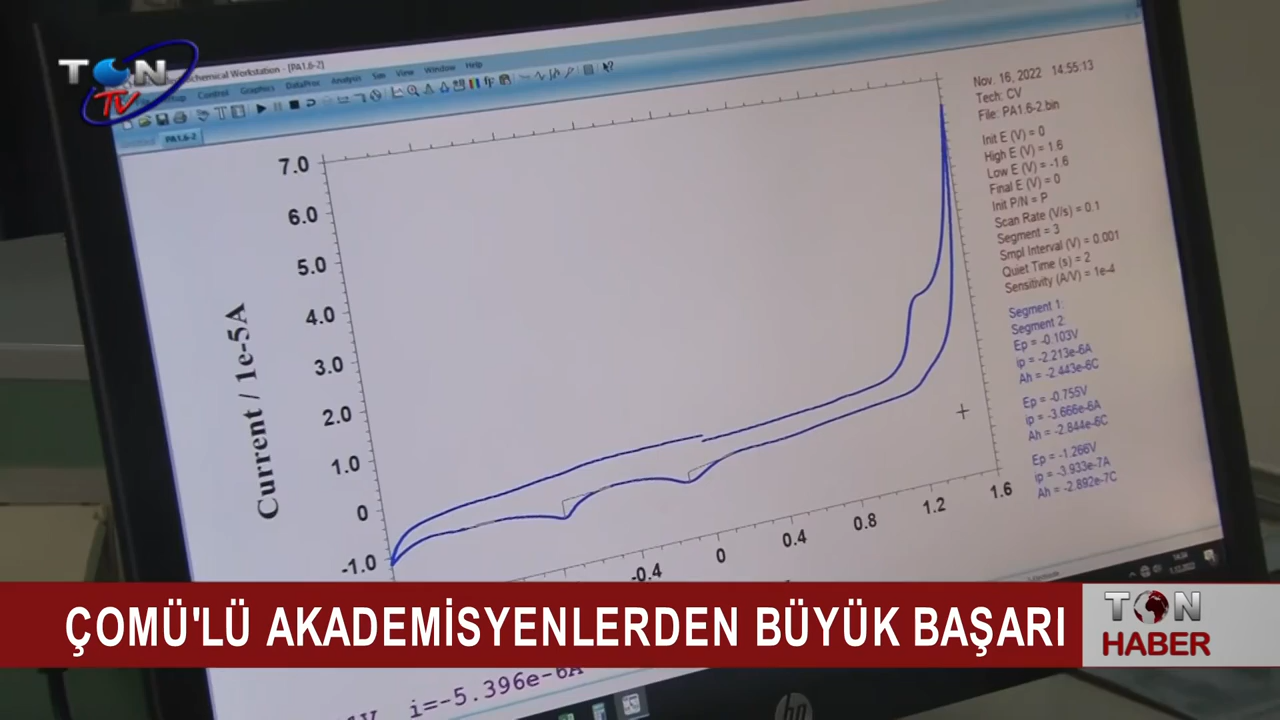 TON
TV
chemical Workstation - [PA1.6-2]
Control Graphics DataProc Analysis Sim View Window Help
PA1.6-2
Nov. 16, 2022 14:55:13
Tech: CV
File: PA1.6-2.bin
Init E (V) = 0
High E (V) = 1.6
Low E (V) = -1.6
Final E (V) = 0
Init P/N = P
Scan Rate (V/s) = 0.1
Segment = 3
Smpl Interval (V) = 0.001
Quiet Time (s) = 2
Sensitivity (A/V) = 1e-4
Segment 1:
Segment 2:
Ep = -0.103V
ip = -2.213e-6A
Ah = -2.443e-6C
Ep = -0.755V
ip = -3.666e-6A
Ah = -2.844e-6C
Ep = -1.266V
ip = -3.933e-7A
Ah = -2.892e-7C
Current / 1e-5A
7.0
6.0
5.0
4.0
3.0
2.0
1.0
0
-1.0
-0.4 0 0.4 0.8 1.2 1.6
ÇOMÜ'LÜ AKADEMİSYENLERDEN BÜYÜK BAŞARI
TON
HABER
i=-5.396e-6A
hp